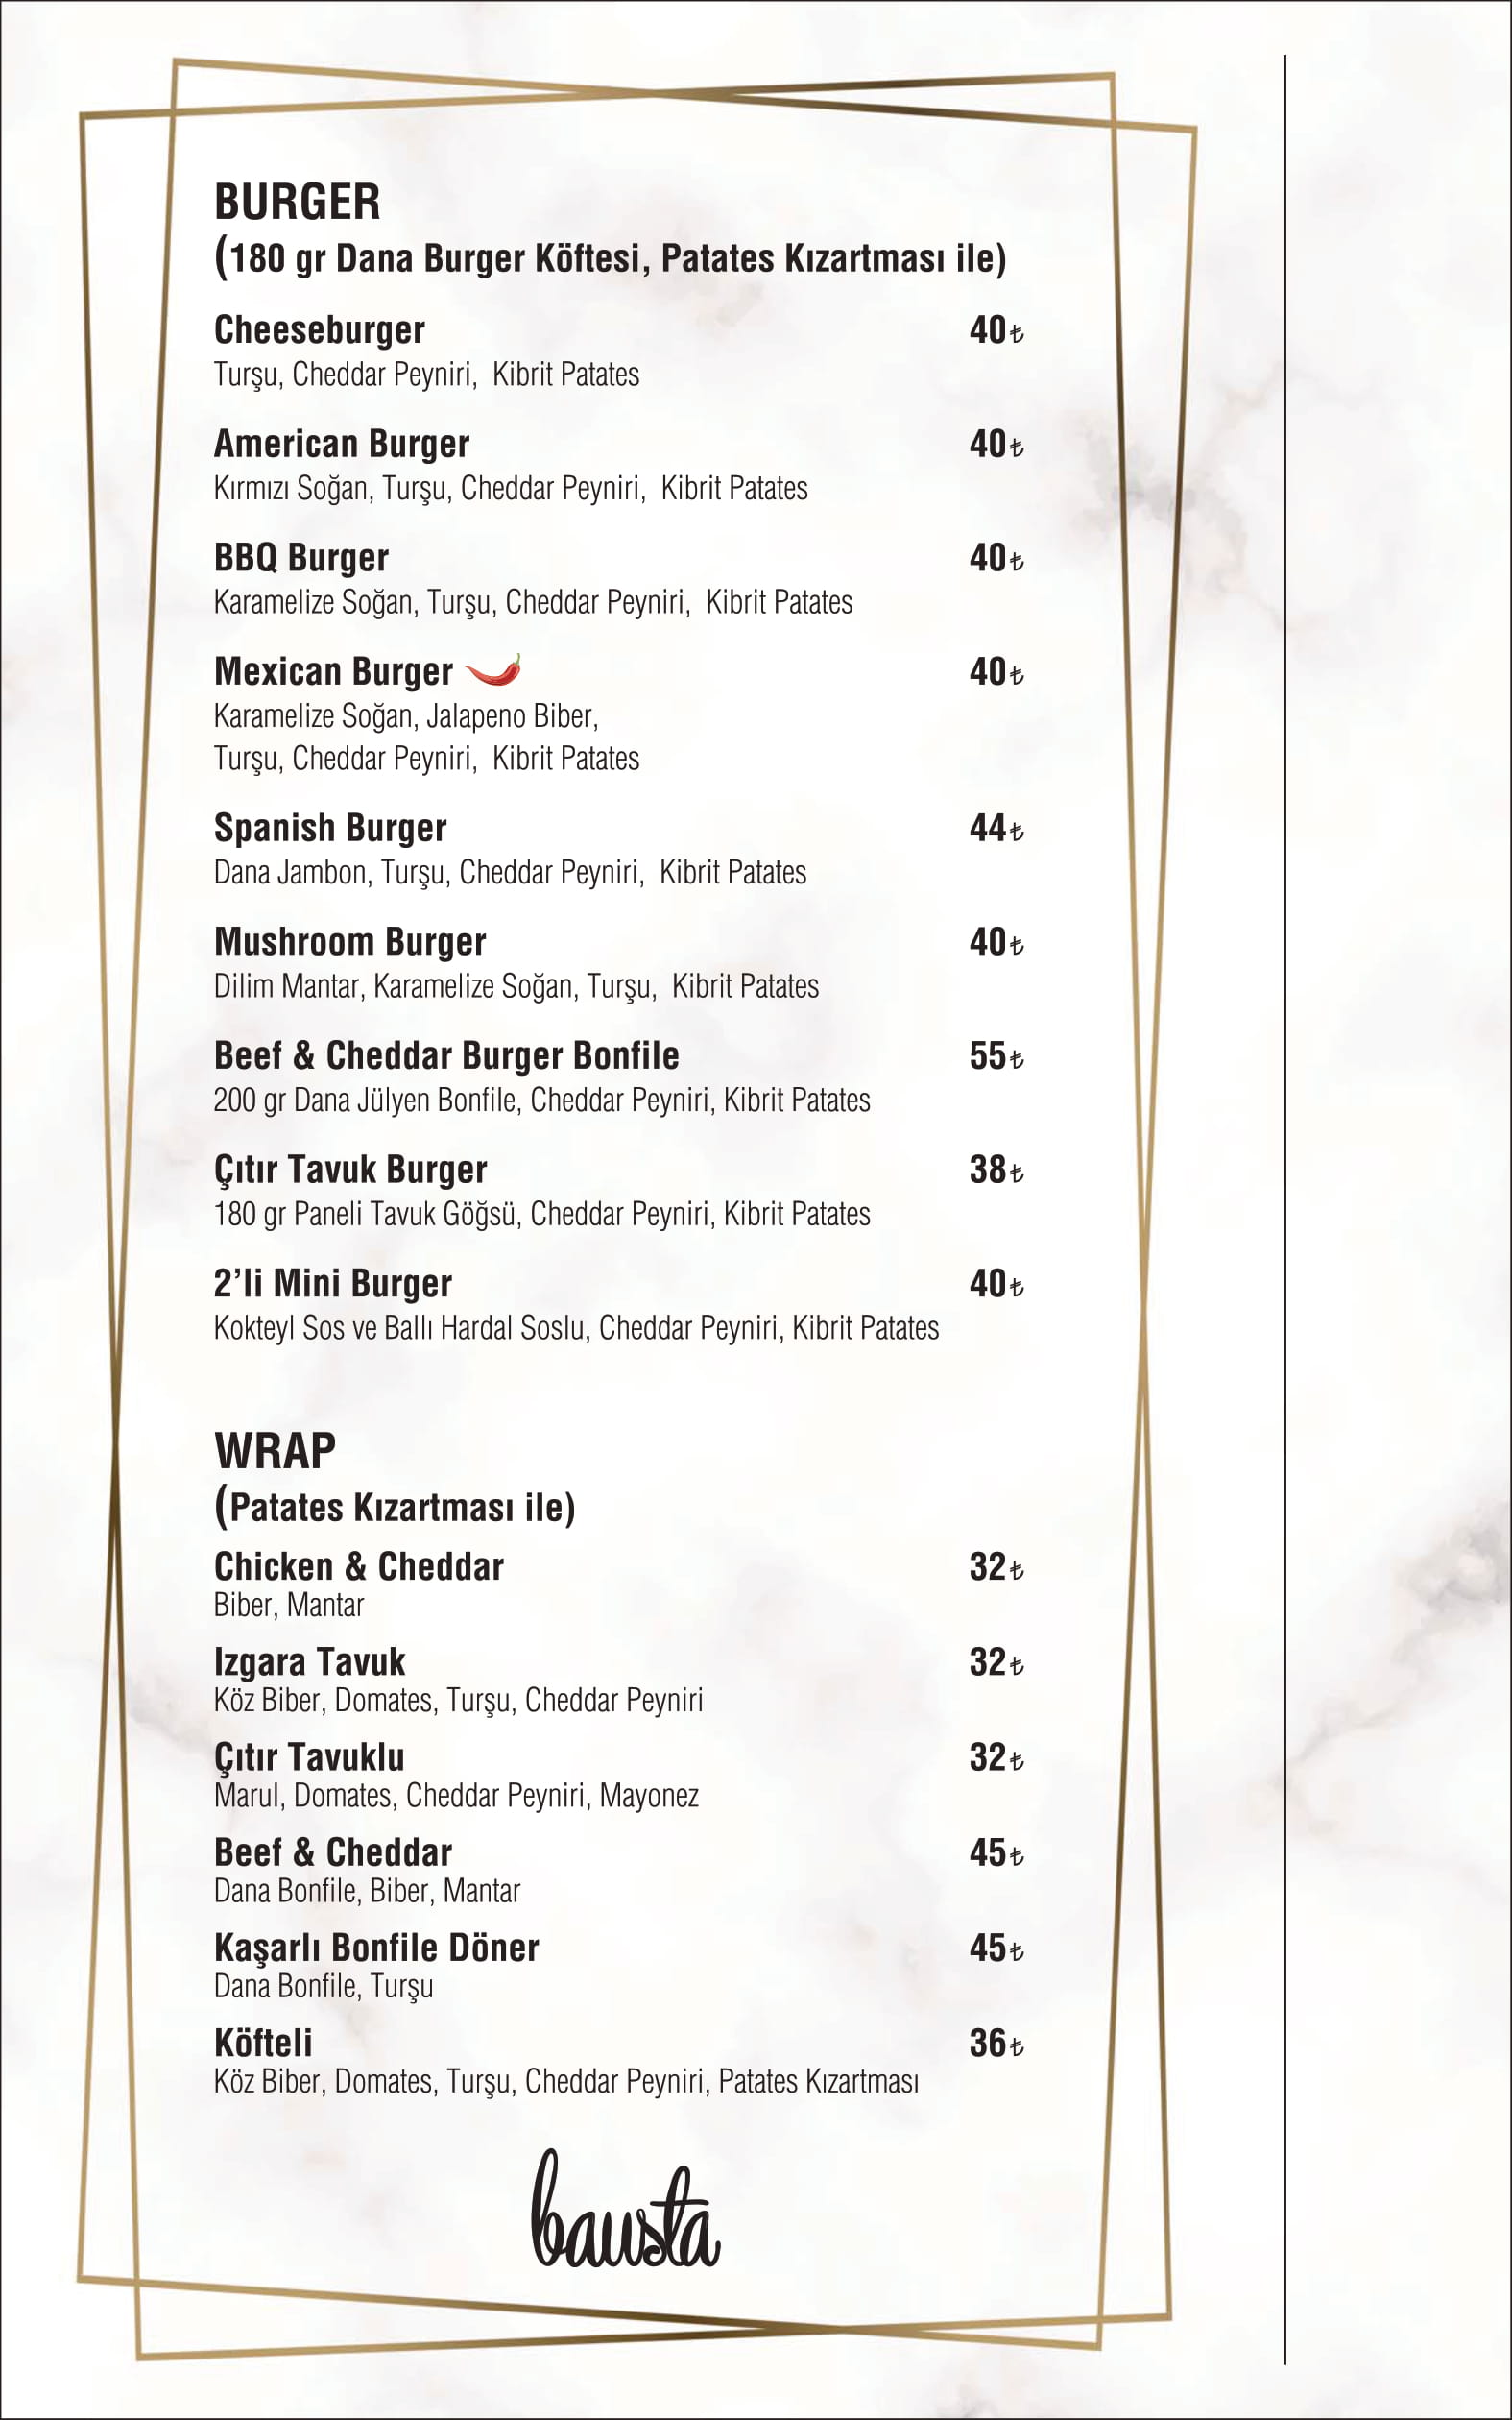 BURGER
(180 gr Dana Burger Köftesi, Patates Kızartması ile)
Cheeseburger 40₺
Turşu, Cheddar Peyniri, Kibrit Patates
American Burger 40₺
Kırmızı Soğan, Turşu, Cheddar Peyniri, Kibrit Patates
BBQ Burger 40₺
Karamelize Soğan, Turşu, Cheddar Peyniri, Kibrit Patates
Mexican Burger 40₺
Karamelize Soğan, Jalapeno Biber,
Turşu, Cheddar Peyniri, Kibrit Patates
Spanish Burger 44₺
Dana Jambon, Turşu, Cheddar Peyniri, Kibrit Patates
Mushroom Burger 40₺
Dilim Mantar, Karamelize Soğan, Turşu, Kibrit Patates
Beef & Cheddar Burger Bonfile 55₺
200 gr Dana Jülyen Bonfile, Cheddar Peyniri, Kibrit Patates
Çıtır Tavuk Burger 38₺
180 gr Paneli Tavuk Göğsü, Cheddar Peyniri, Kibrit Patates
2’li Mini Burger 40₺
Kokteyl Sos ve Ballı Hardal Soslu, Cheddar Peyniri, Kibrit Patates
WRAP
(Patates Kızartması ile)
Chicken & Cheddar 32₺
Biber, Mantar
Izgara Tavuk 32₺
Köz Biber, Domates, Turşu, Cheddar Peyniri
Çıtır Tavuklu 32₺
Marul, Domates, Cheddar Peyniri, Mayonez
Beef & Cheddar 45₺
Dana Bonfile, Biber, Mantar
Kaşarlı Bonfile Döner 45₺
Dana Bonfile, Turşu
Köfteli 36₺
Köz Biber, Domates, Turşu, Cheddar Peyniri, Patates Kızartması
bausta